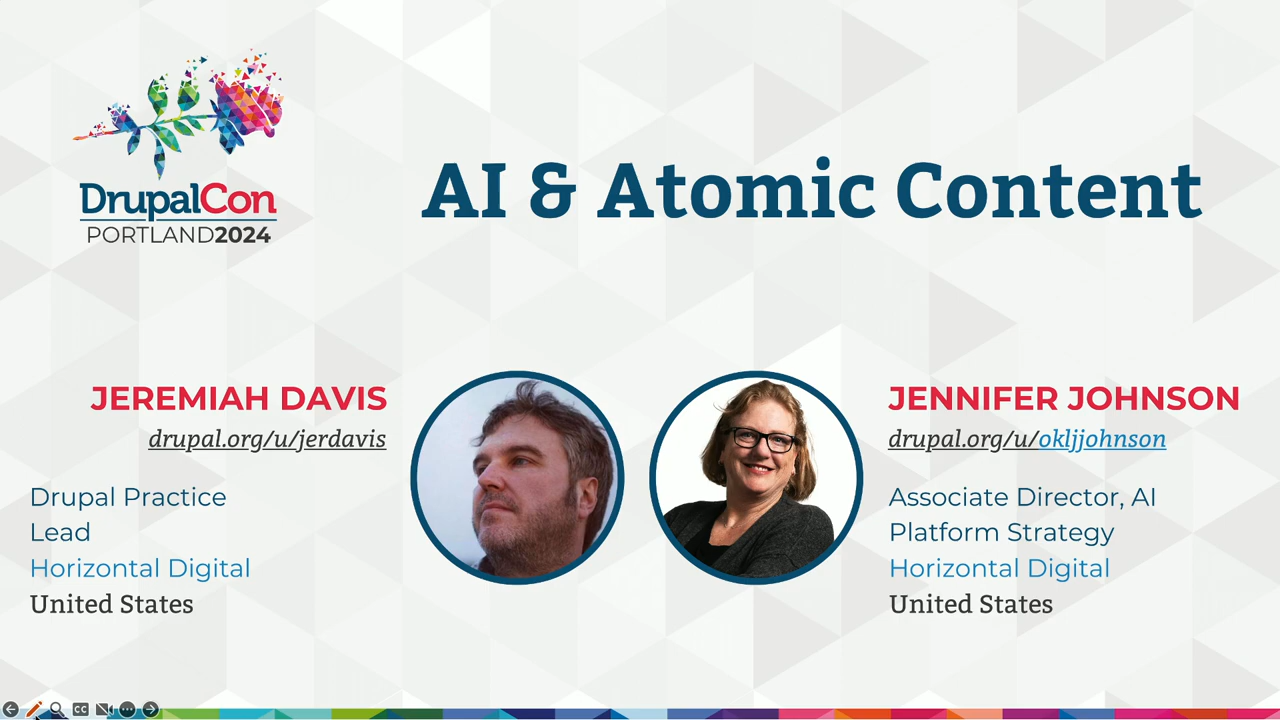 DrupalCon
PORTLAND2024
AI & Atomic Content
JEREMIAH DAVIS
drupal.org/u/jerdavis
Drupal Practice
Lead
Horizontal Digital
United States
JENNIFER JOHNSON
drupal.org/u/okljjohnson
Associate Director, AI
Platform Strategy
Horizontal Digital
United States
CC